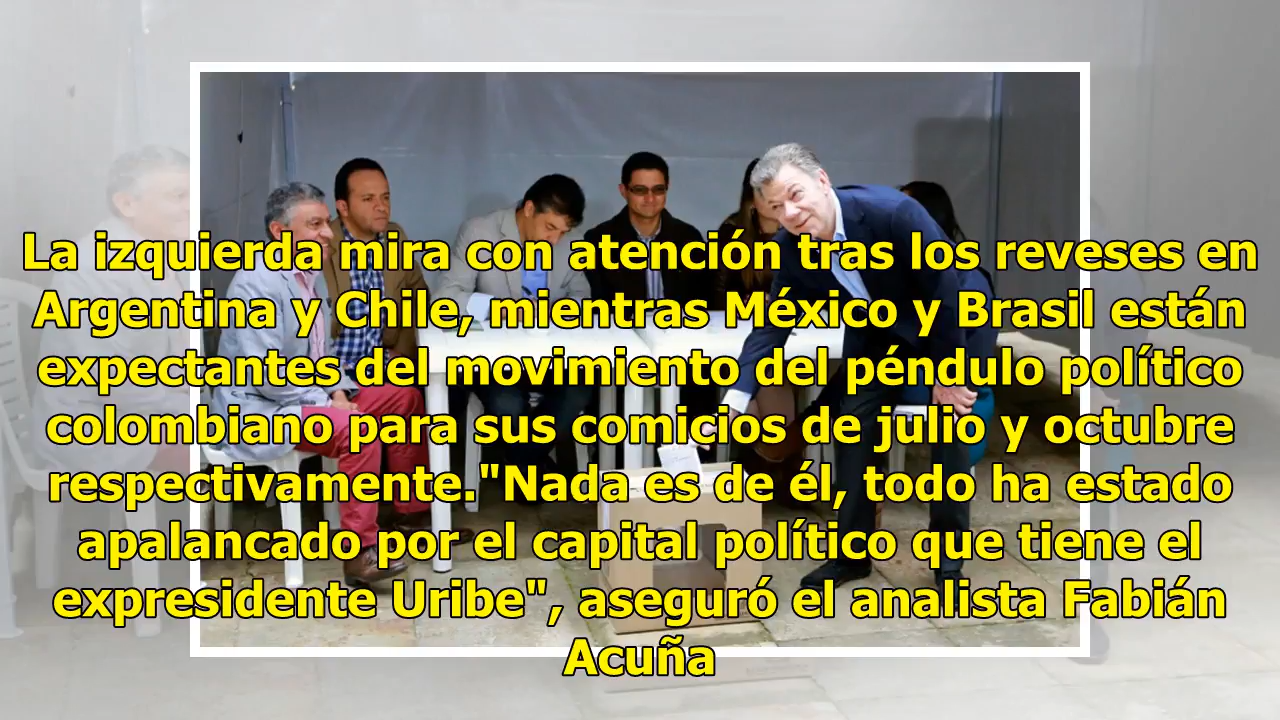 La izquierda mira con atención tras los reveses en
Argentina y Chile, mientras México y Brasil están
expectantes del movimiento del péndulo político
colombiano para sus comicios de julio y octubre
respectivamente."Nada es de él, todo ha estado
apalancado por el capital político que tiene el
expresidente Uribe", aseguró el analista Fabián
Acuña